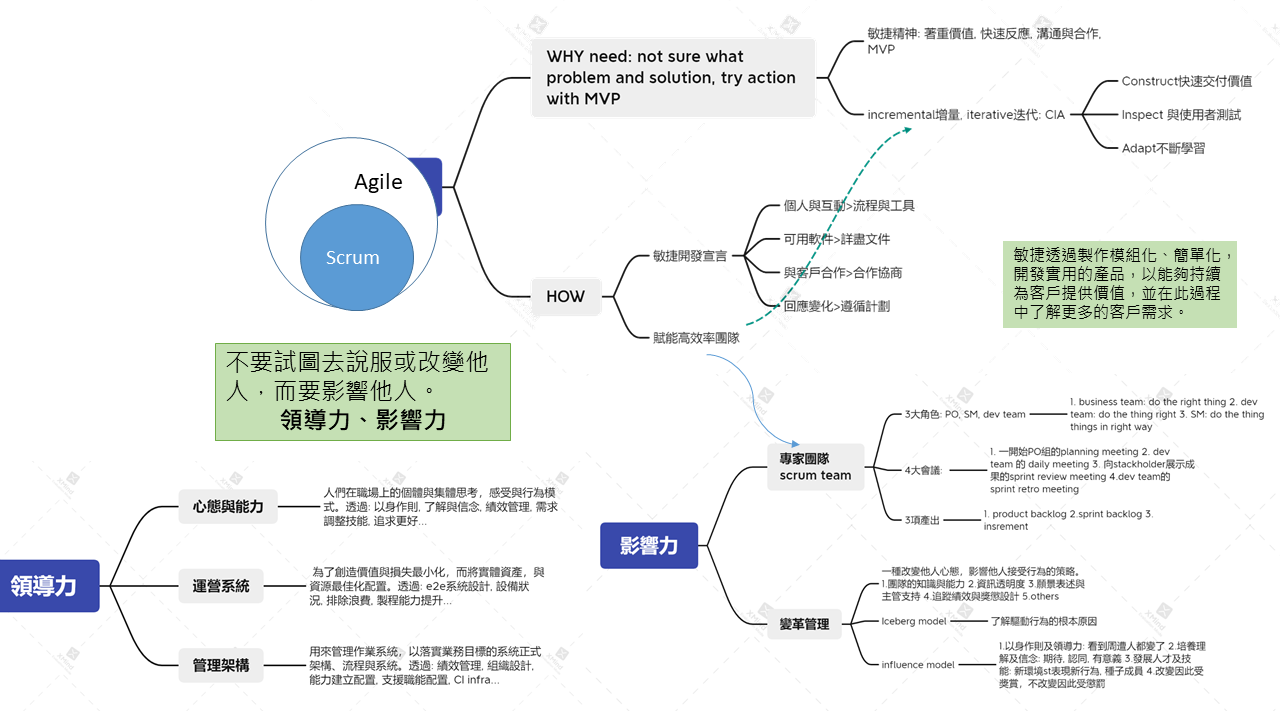 WHY need: not sure what
problem and solution, try action
with MVP
敏捷精神: 著重價值, 快速反應, 溝通與合作,
MVP
incremental增量, iterative迭代: CIA
Construct快速交付價值
Inspect 與使用者測試
Adapt不斷學習
Agile
Scrum
HOW
敏捷開發宣言
個人與互動>流程與工具
可用軟件>詳盡文件
與客戶合作>合作協商
回應變化>遵循計劃
賦能高效率團隊
敏捷透過製作模組化、簡單化，
開發實用的產品，以能夠持續
為客戶提供價值，並在此過程
中了解更多的客戶需求。
不要試圖去說服或改變他
人，而要影響他人。
領導力、影響力
領導力
心態與能力
人們在職場上的個體與集體思考，感受與行為模
式。透過: 以身作則, 了解與信念, 績效管理, 需求
調整技能, 追求更好...
運營系統
為了創造價值與損失最小化，而將實體資產，與
資源最佳化配置。透過: e2e系統設計, 設備狀
況, 排除浪費, 製程能力提升...
管理架構
用來管理作業系統，以落實業務目標的系統正式
架構、流程與系統。透過: 績效管理, 組織設計,
能力建立配置, 支援職能配置, CI infra...
影響力
專家團隊
scrum team
3大角色: PO, SM, dev team
1. business team: do the right thing 2. dev
team: do the thing right 3. SM: do the thing
things in right way
4大會議:
1. 一開始PO組的planning meeting 2. dev
team 的 daily meeting 3. 向stackholder展示成
果的sprint review meeting 4.dev team的
sprint retro meeting
3項產出
1. product backlog 2.sprint backlog 3.
insrement
變革管理
一種改變他人心態，影響他人接受行為的策略。
1.團隊的知識與能力 2.資訊透明度 3.願景表述與
主管支持 4.追蹤績效與獎懲設計 5.others
Iceberg model
了解驅動行為的根本原因
influence model
1.以身作則及領導力: 看到周遭人都變了 2.培養理
解及信念: 期待, 認同, 有意義 3.發展人才及技
能: 新環境st表現新行為, 種子成員 4.改變因此受
獎賞，不改變因此受懲罰